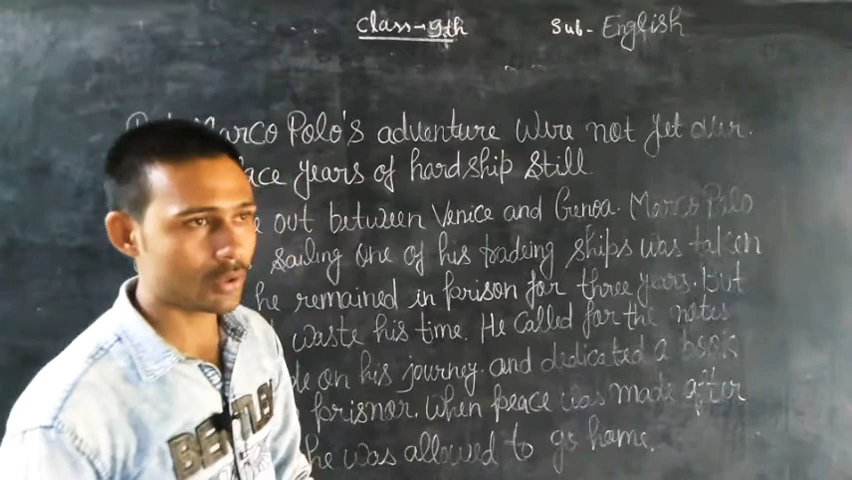 Class - 9th Sub - English
Marco Polo's adventure were not yet over.
years of hardship still.
out between Venice and Genoa. Marco Polo
sailing one of his tradeing ships was taken
he remained in prison for three years. But
waste his time. He called for the notes
on his journey. and dedicated a book
prisner. When peace was made after
he was allowed to go home.
BENTLEY